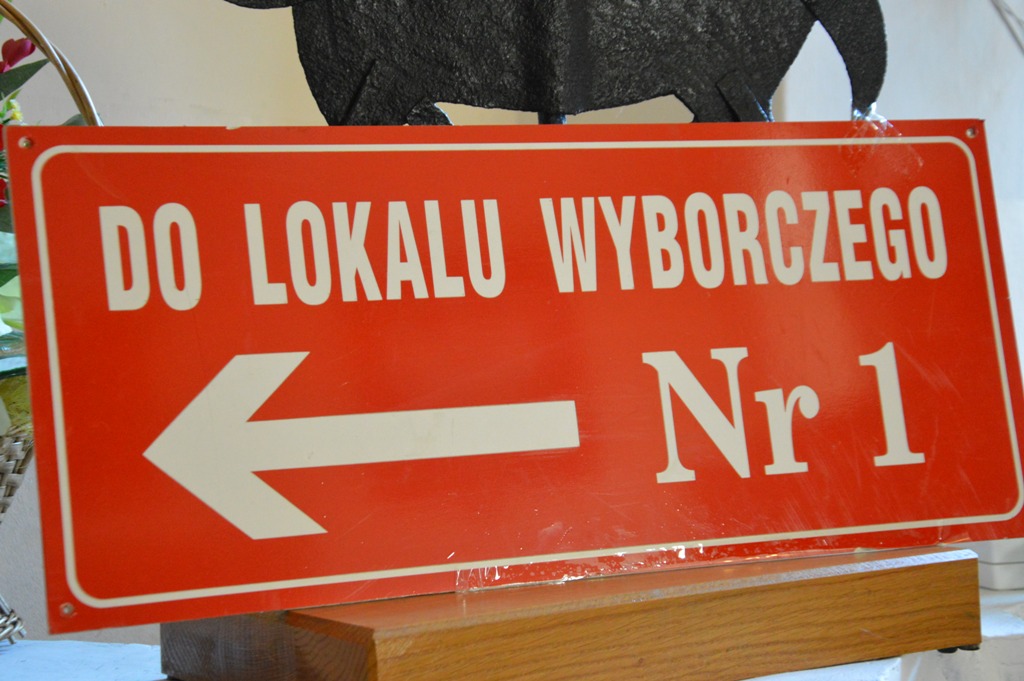 DO LOKALU WYBORCZEGO
Nr 1